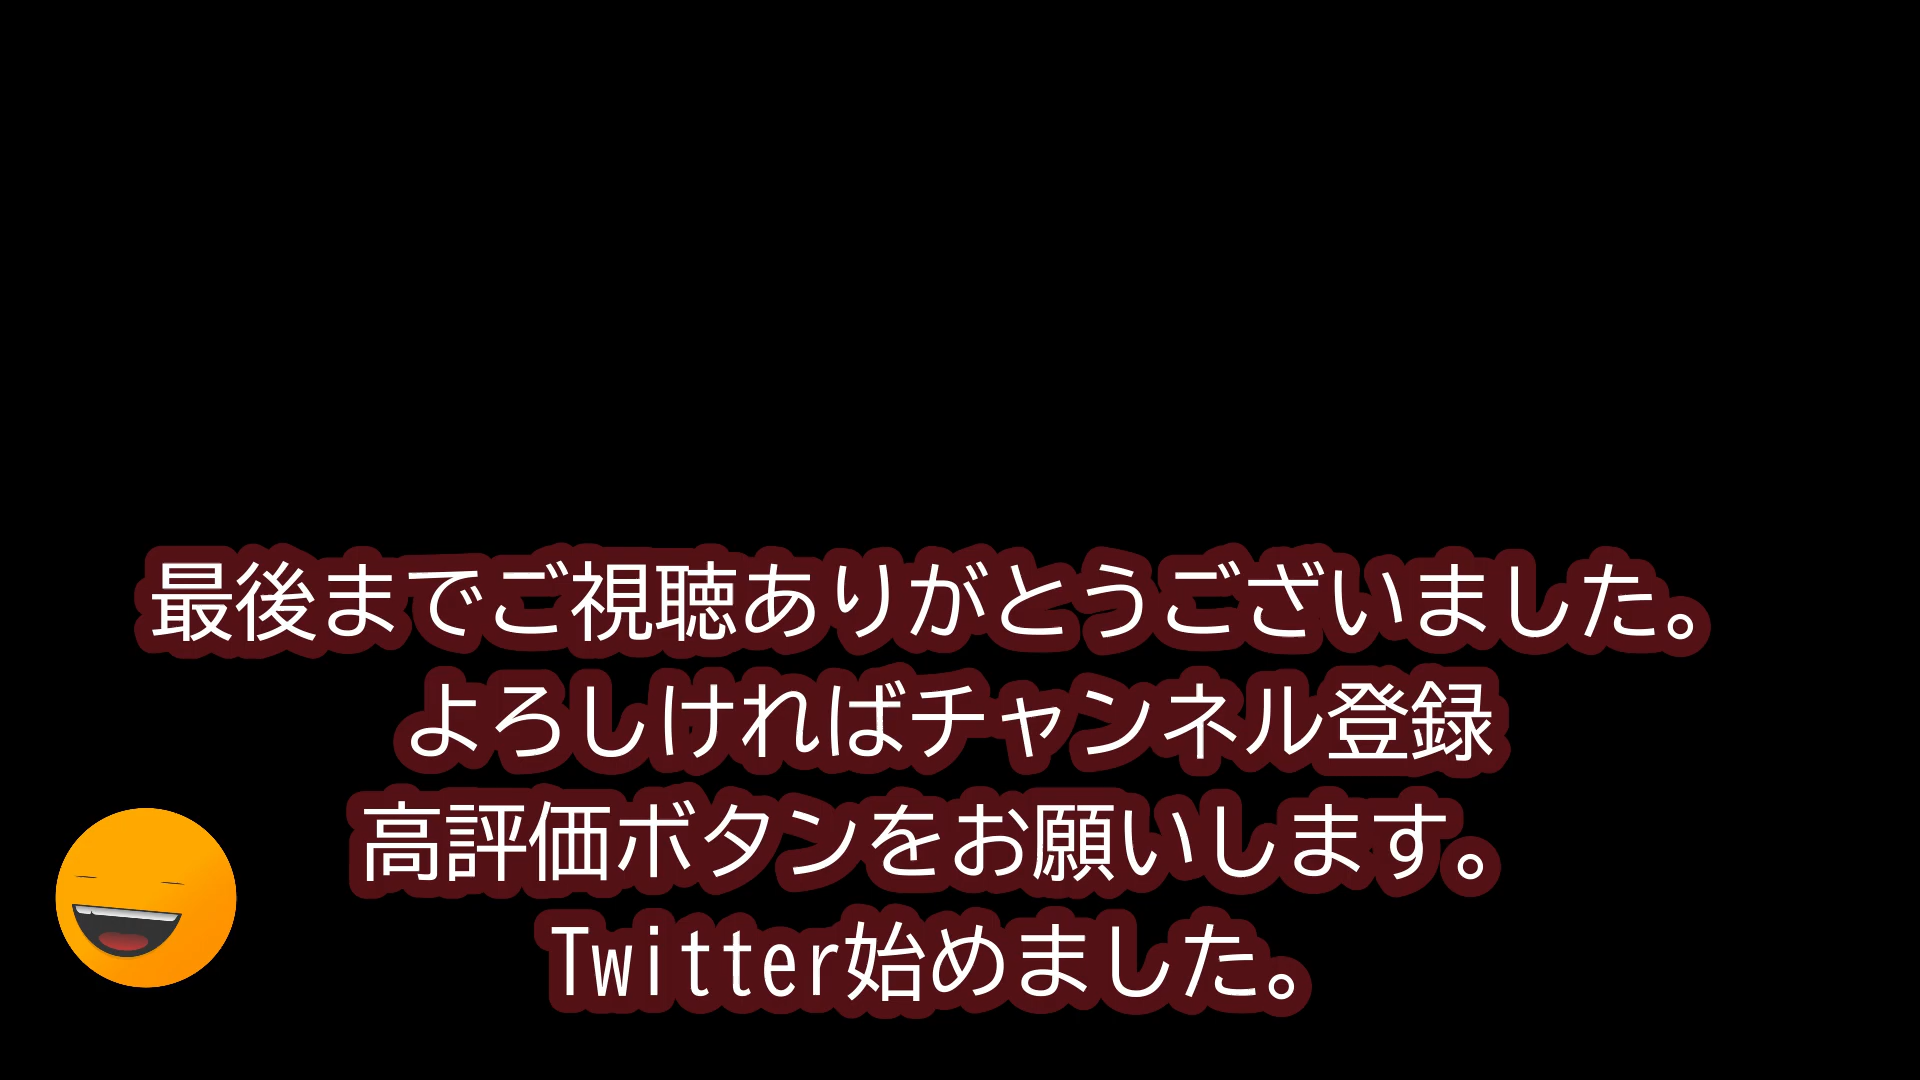 最後までご視聴ありがとうございました。
よろしければチャンネル登録
高評価ボタンをお願いします。
Twitter始めました。